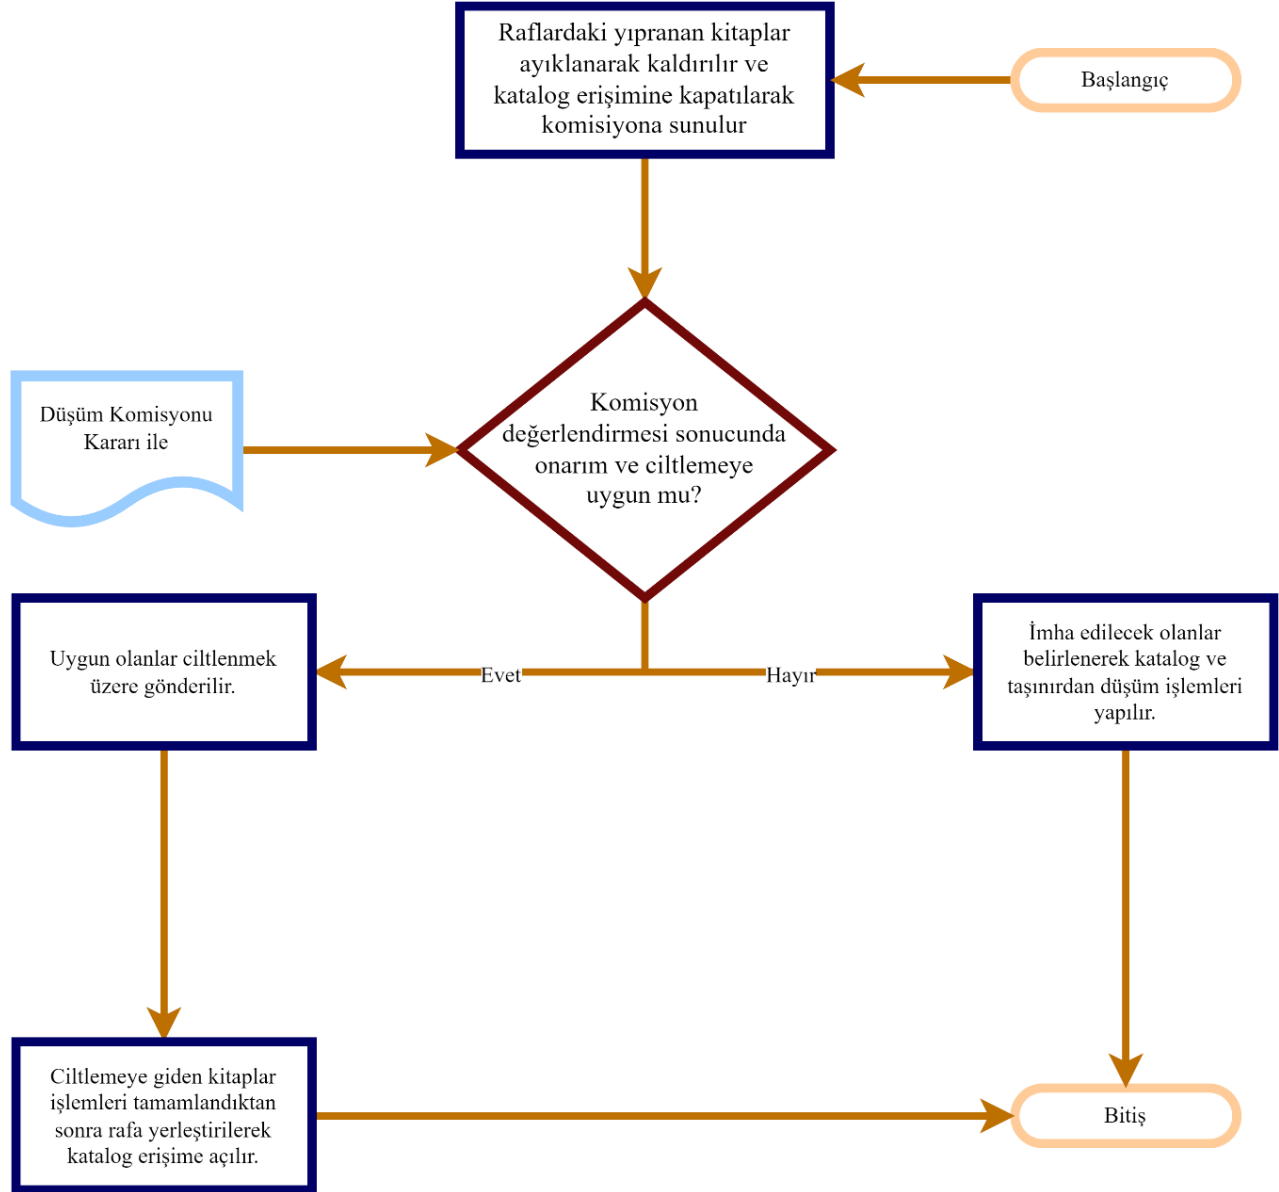 Raflardaki yıpranan kitaplar
ayıklanarak kaldırılır ve
katalog erişimine kapatılarak
komisiyona sunulur
Başlangıç
Düşüm Komisyonu
Kararı ile
Komisyon
değerlendirmesi sonucunda
onarım ve ciltlemeye
uygun mu?
Evet
Hayır
Uygun olanlar ciltlenmek
üzere gönderilir.
İmha edilecek olanlar
belirlenerek katalog ve
taşınırdan düşüm işlemleri
yapılır.
Ciltlemeye giden kitaplar
işlemleri tamamlandıktan
sonra rafa yerleştirilerek
katalog erişime açılır.
Bitiş